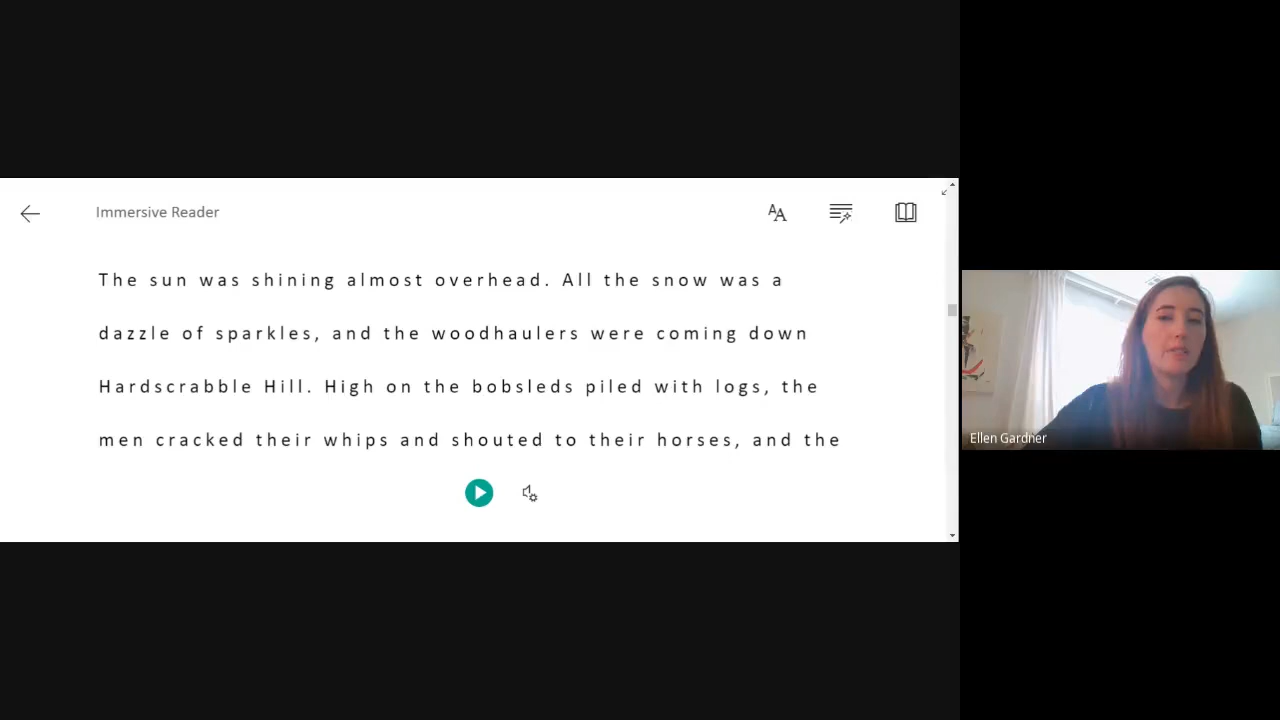 Immersive Reader
The sun was shining almost overhead. All the snow was a
dazzle of sparkles, and the woodhaulers were coming down
Hardscrabble Hill. High on the bobsleds piled with logs, the
men cracked their whips and shouted to their horses, and the
Ellen Gardner